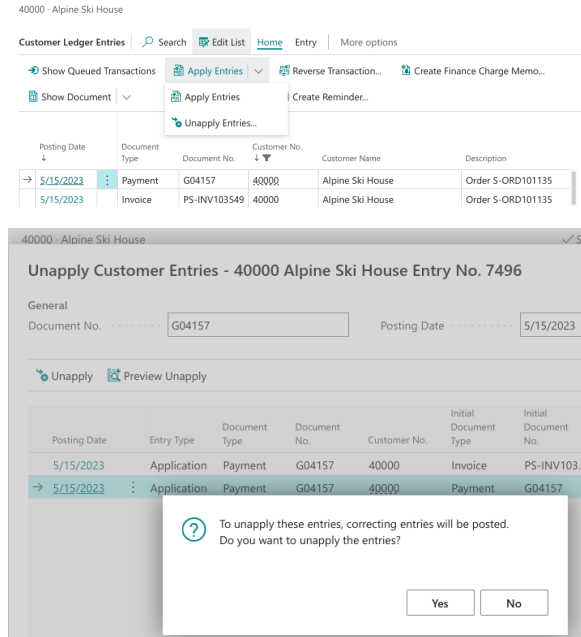 40000 · Alpine Ski House
Customer Ledger Entries Search Edit List Home Entry More options
Show Queued Transactions Apply Entries Reverse Transaction... Create Finance Charge Memo...
Show Document Apply Entries Create Reminder...
Unapply Entries...
Posting Date ↓ Document Type Document No. Customer No. ↓ Customer Name Description
→ 5/15/2023 Payment G04157 40000 Alpine Ski House Order S-ORD101135
5/15/2023 Invoice PS-INV103549 40000 Alpine Ski House Order S-ORD101135
40000 · Alpine Ski House
Unapply Customer Entries - 40000 Alpine Ski House Entry No. 7496
General
Document No. G04157 Posting Date 5/15/2023
Unapply Preview Unapply
Posting Date Entry Type Document Type Document No. Customer No. Initial Document Type Initial Document No.
5/15/2023 Application Payment G04157 40000 Invoice PS-INV103.
→ 5/15/2023 Application Payment G04157 40000 Payment G04157
To unapply these entries, correcting entries will be posted.
Do you want to unapply the entries?
Yes No